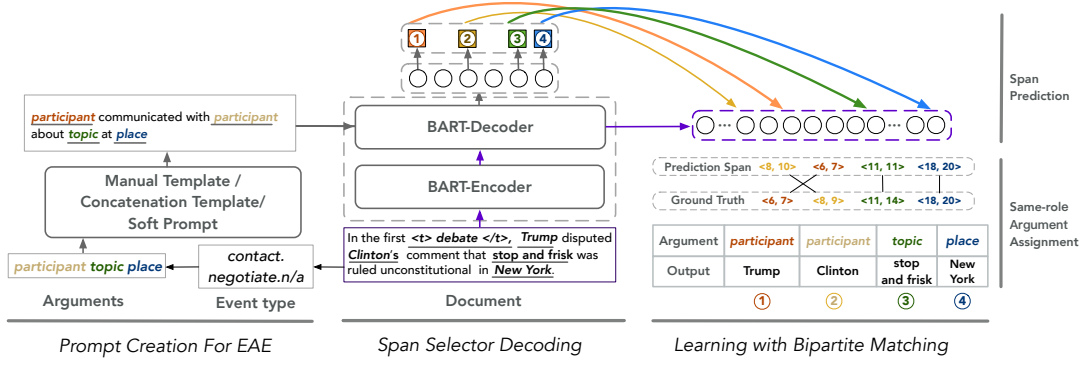 1 2 3 4
participant communicated with participant
about topic at place
Manual Template /
Concatenation Template/
Soft Prompt
participant topic place
contact.
negotiate.n/a
Arguments
Event type
Prompt Creation For EAE
BART-Decoder
BART-Encoder
In the first <t> debate </t>, Trump disputed
Clinton's comment that stop and frisk was
ruled unconstitutional in New York.
Document
Span Selector Decoding
... ...
Span
Prediction
Prediction Span <8, 10> <6, 7> <11, 11> <18, 20>
Ground Truth <6, 7> <8, 9> <11, 14> <18, 20>
Same-role
Argument
Assignment
Argument participant participant topic place
Output Trump Clinton stop and frisk New York
1 2 3 4
Learning with Bipartite Matching